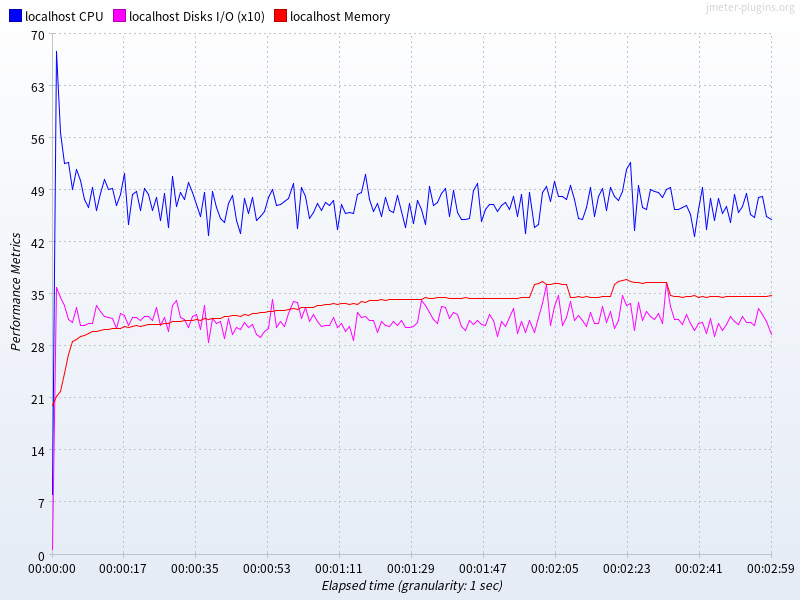 jmeter-plugins.org
localhost CPU localhost Disks I/O (x10) localhost Memory
70
63
56
49
42
35
28
21
14
7
0
Performance Metrics
00:00:00 00:00:17 00:00:35 00:00:53 00:01:11 00:01:29 00:01:47 00:02:05 00:02:23 00:02:41 00:02:59
Elapsed time (granularity: 1 sec)